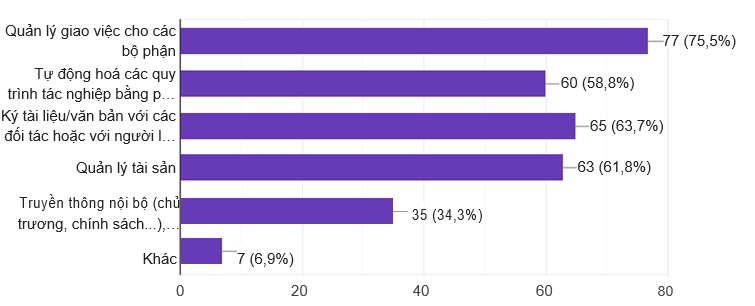 Quản lý giao việc cho các
bộ phận
77 (75,5%)
Tự động hoá các quy
trình tác nghiệp bằng p...
60 (58,8%)
Ký tài liệu/văn bản với các
đối tác hoặc với người l...
65 (63,7%)
Quản lý tài sản
63 (61,8%)
Truyền thông nội bộ (chủ
trương, chính sách...),...
35 (34,3%)
Khác
7 (6,9%)
0 20 40 60 80